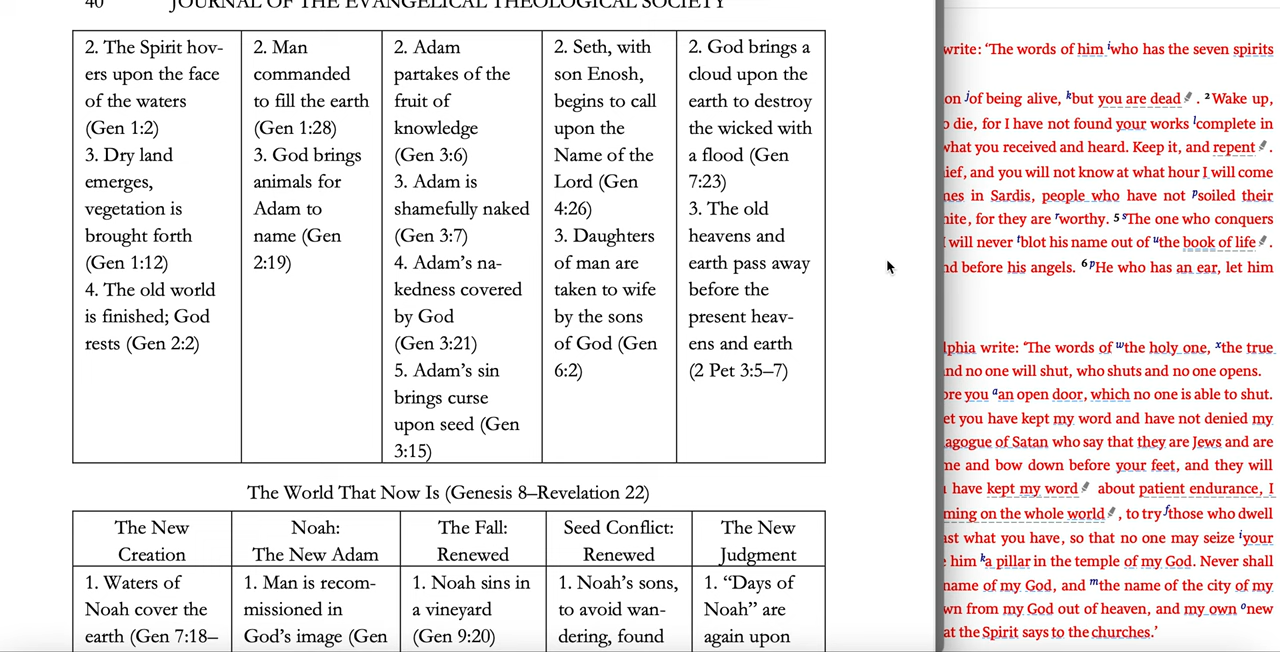 40 JOURNAL OF THE EVANGELICAL THEOLOGICAL SOCIETY
2. The Spirit hov-
ers upon the face
of the waters
(Gen 1:2)
3. Dry land
emerges,
vegetation is
brought forth
(Gen 1:12)
4. The old world
is finished; God
rests (Gen 2:2)
2. Man
commanded
to fill the earth
(Gen 1:28)
3. God brings
animals for
Adam to
name (Gen
2:19)
2. Adam
partakes of the
fruit of
knowledge
(Gen 3:6)
3. Adam is
shamefully naked
(Gen 3:7)
4. Adam’s na-
kedness covered
by God
(Gen 3:21)
5. Adam’s sin
brings curse
upon seed (Gen
3:15)
2. Seth, with
son Enosh,
begins to call
upon the
Name of the
Lord (Gen
4:26)
3. Daughters
of man are
taken to wife
by the sons
of God (Gen
6:2)
2. God brings a
cloud upon the
earth to destroy
the wicked with
a flood (Gen
7:23)
3. The old
heavens and
earth pass away
before the
present heav-
ens and earth
(2 Pet 3:5–7)
The World That Now Is (Genesis 8–Revelation 22)
The New
Creation
Noah:
The New Adam
The Fall:
Renewed
Seed Conflict:
Renewed
The New
Judgment
1. Waters of
Noah cover the
earth (Gen 7:18–
1. Man is recom-
missioned in
God’s image (Gen
1. Noah sins in
a vineyard
(Gen 9:20)
1. Noah’s sons,
to avoid wan-
dering, found
1. “Days of
Noah” are
again upon
write: ‘The words of him i who has the seven spirits
on j of being alive, k but you are dead. 2 Wake up,
o die, for I have not found your works l complete in
what you received and heard. Keep it, and repent.
ief, and you will not know at what hour I will come
nes in Sardis, people who have not p soiled their
hite, for they are r worthy. 5 s The one who conquers
I will never t blot his name out of u the book of life.
nd before his angels. 6 p He who has an ear, let him
lphia write: ‘The words of w the holy one, x the true
nd no one will shut, who shuts and no one opens.
ore you a an open door, which no one is able to shut.
et you have kept my word and have not denied my
agogue of Satan who say that they are Jews and are
me and bow down before your feet, and they will
have kept my word about patient endurance, I
ming on the whole world, to try f those who dwell
ast what you have, so that no one may seize i your
him k a pillar in the temple of my God. Never shall
name of my God, and m the name of the city of my
wn from my God out of heaven, and my own o new
at the Spirit says to the churches.’